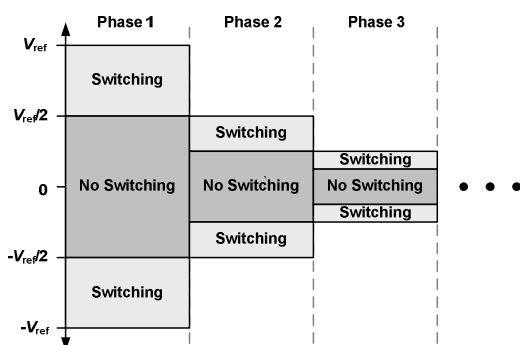 Phase 1 Phase 2 Phase 3
Vref
Switching
Vref/2
Switching
Switching
No Switching No Switching No Switching
0
Switching
Switching
-Vref/2
Switching
-Vref